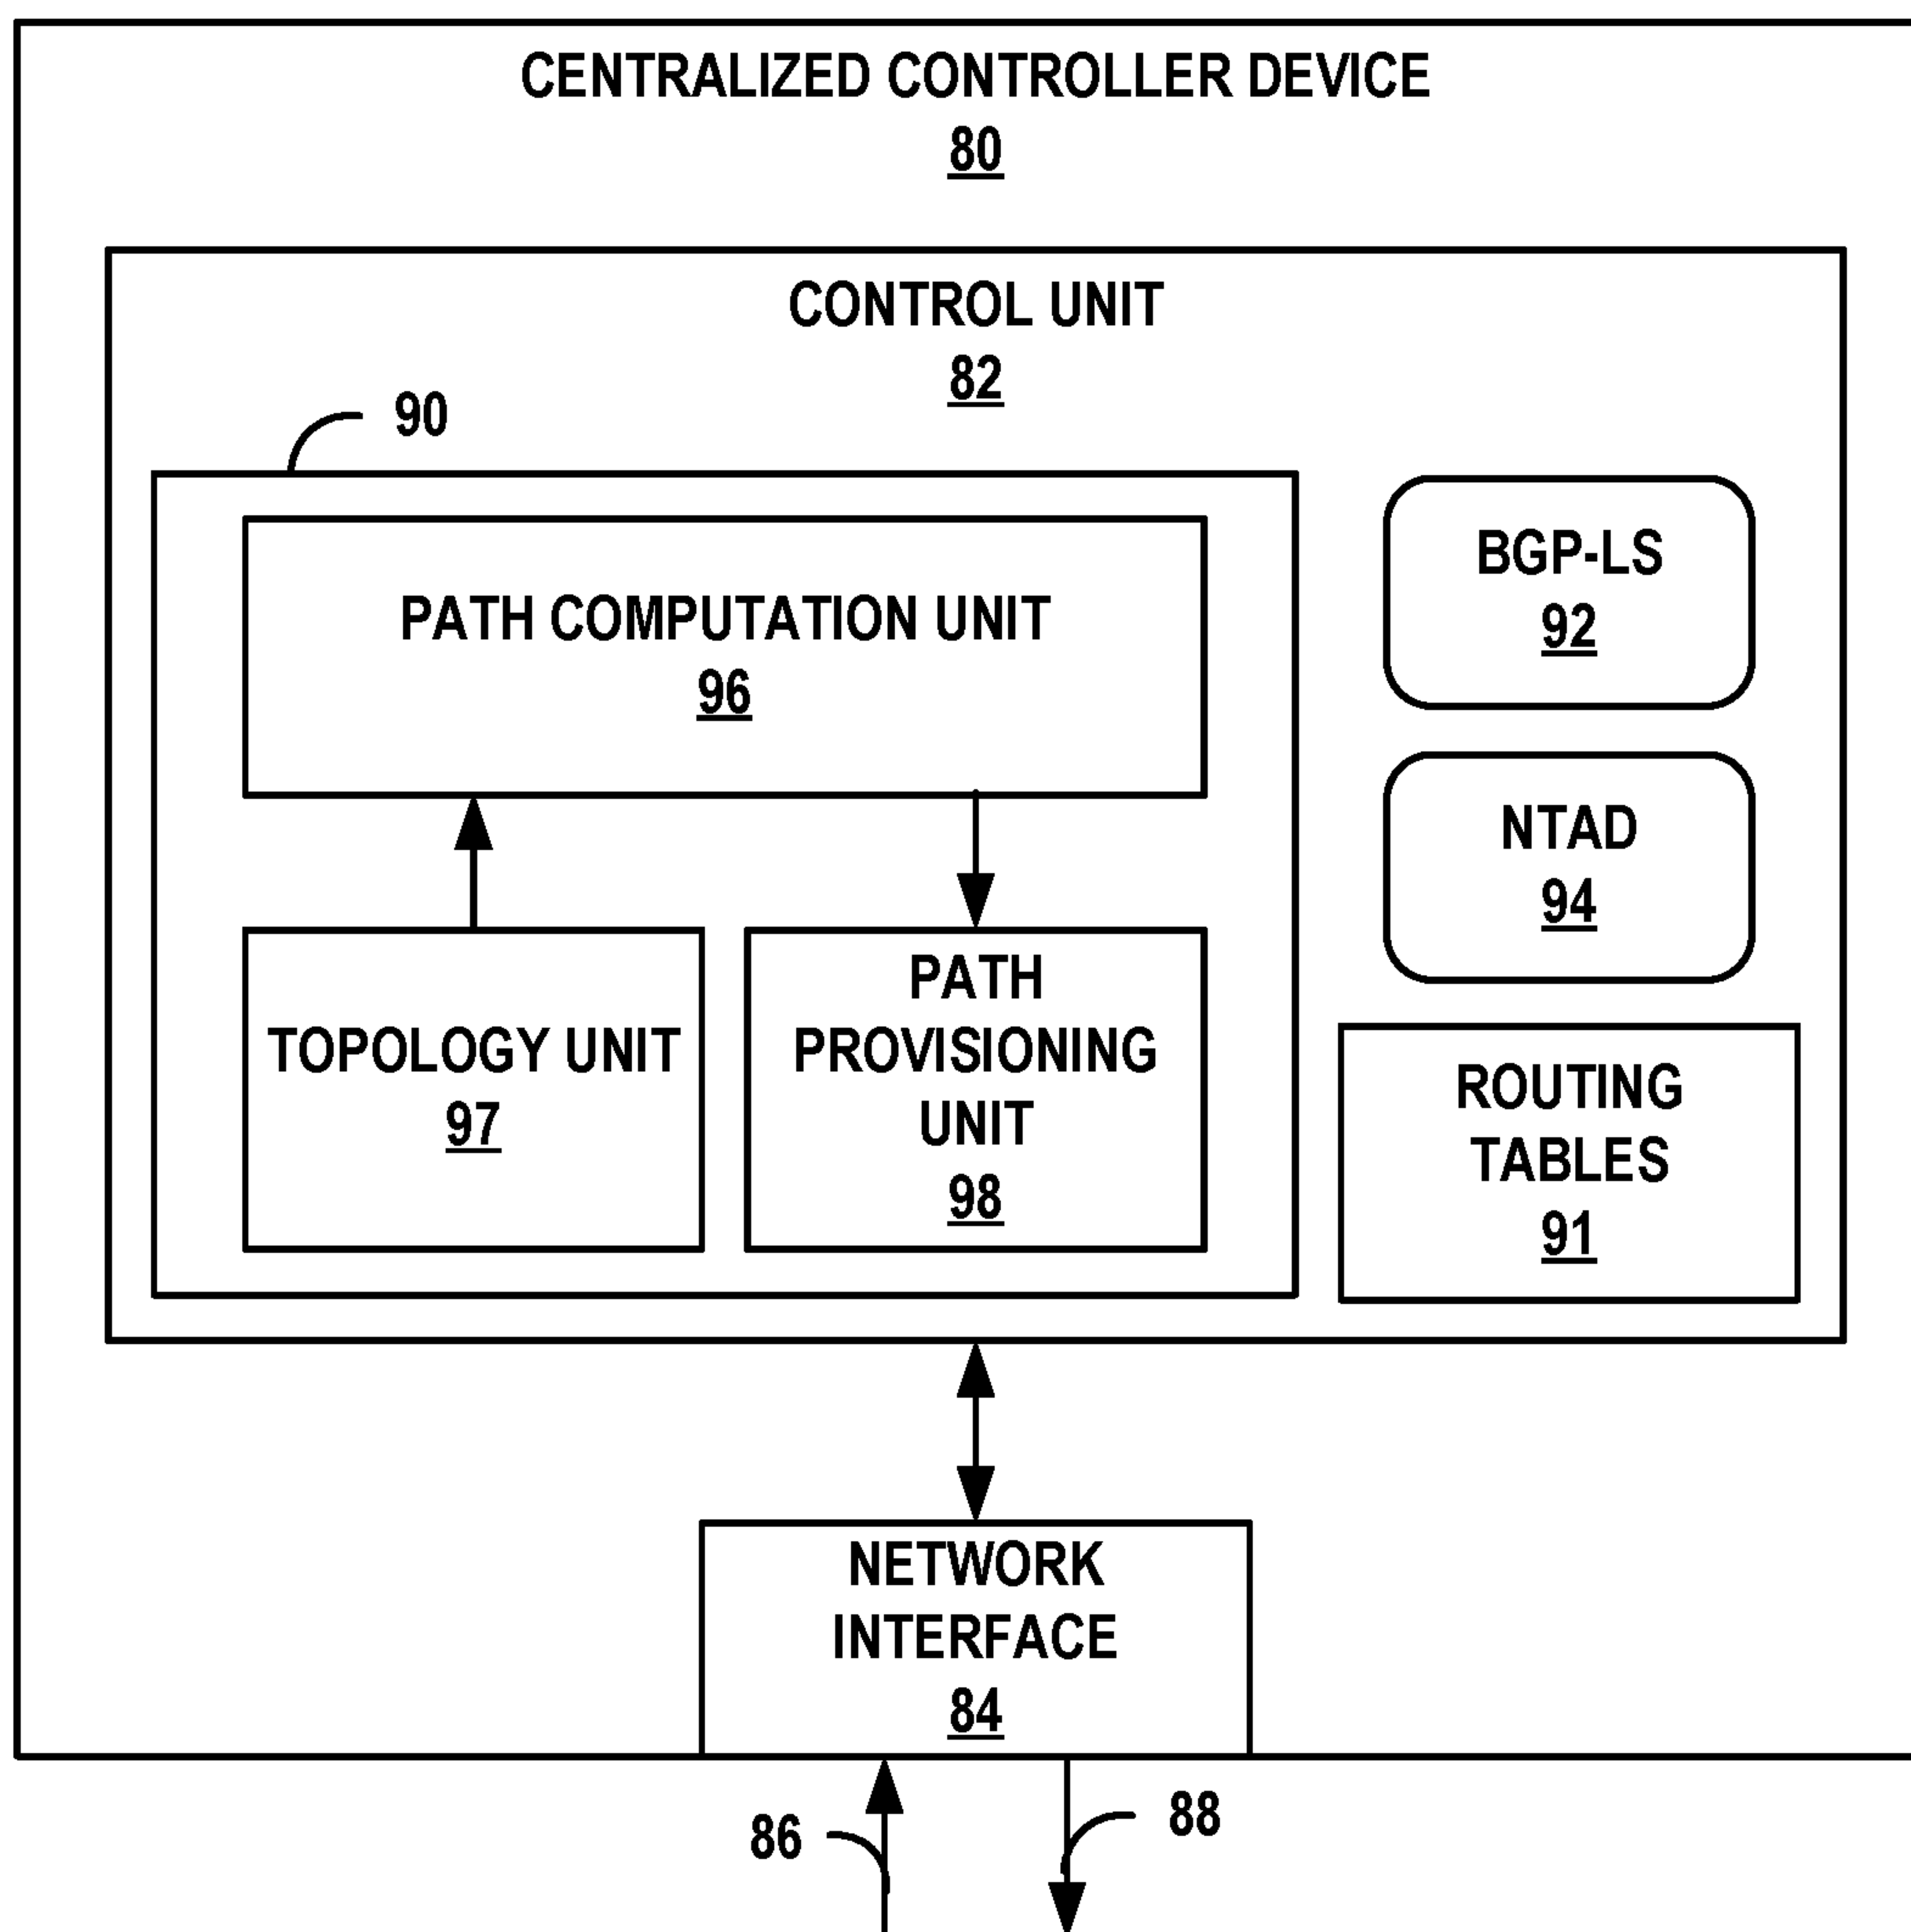 CENTRALIZED CONTROLLER DEVICE
80
CONTROL UNIT
82
90
PATH COMPUTATION UNIT
96
TOPOLOGY UNIT
97
PATH
PROVISIONING
UNIT
98
BGP-LS
92
NTAD
94
ROUTING
TABLES
91
NETWORK
INTERFACE
84
86
88